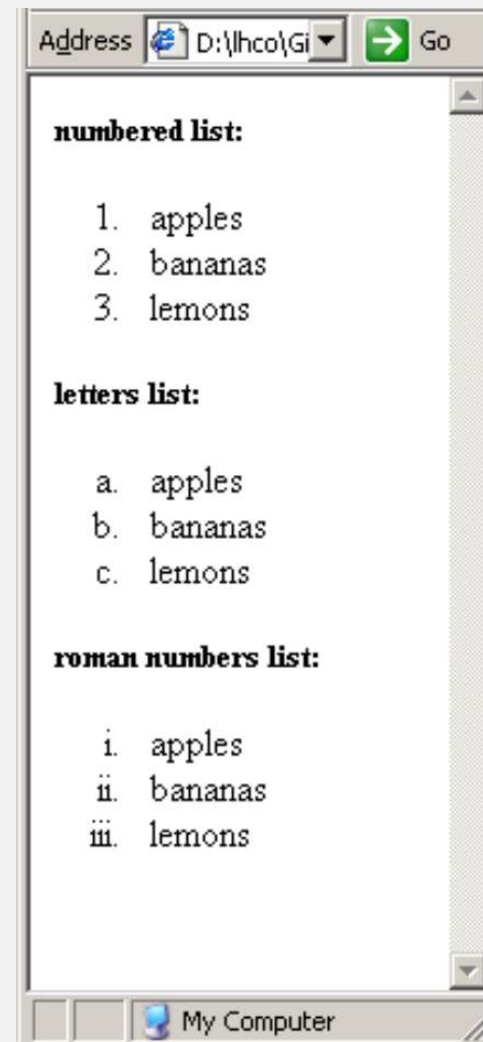 Address D:\lhco\Gi Go
numbered list:
1. apples
2. bananas
3. lemons
letters list:
a. apples
b. bananas
c. lemons
roman numbers list:
i. apples
ii. bananas
iii. lemons
My Computer